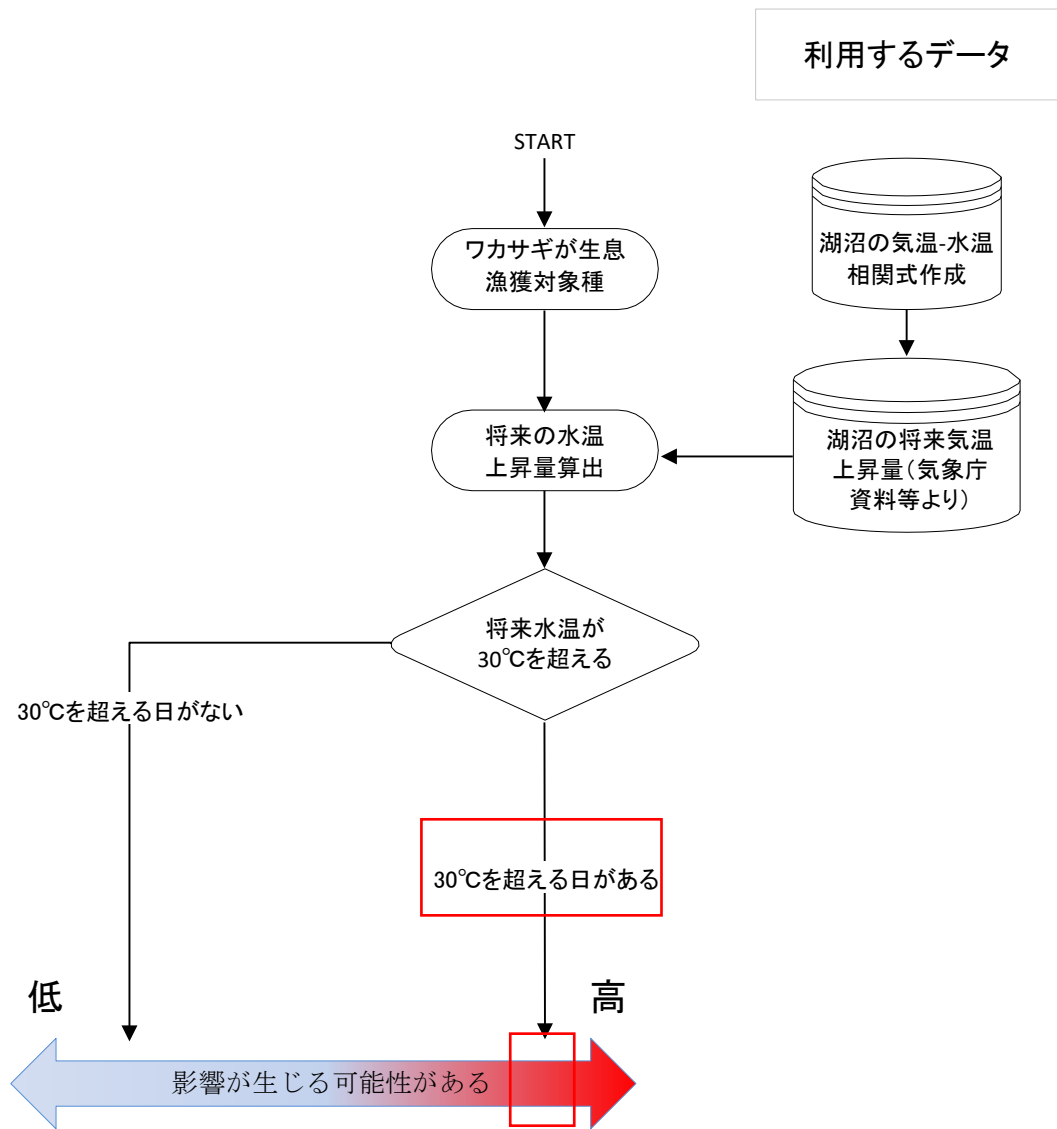 利用するデータ
START
ワカサギが生息
漁獲対象種
湖沼の気温-水温
相関式作成
将来の水温
上昇量算出
湖沼の将来気温
上昇量(気象庁
資料等より)
将来水温が
30℃を超える
30℃を超える日がない
30℃を超える日がある
低
高
影響が生じる可能性がある